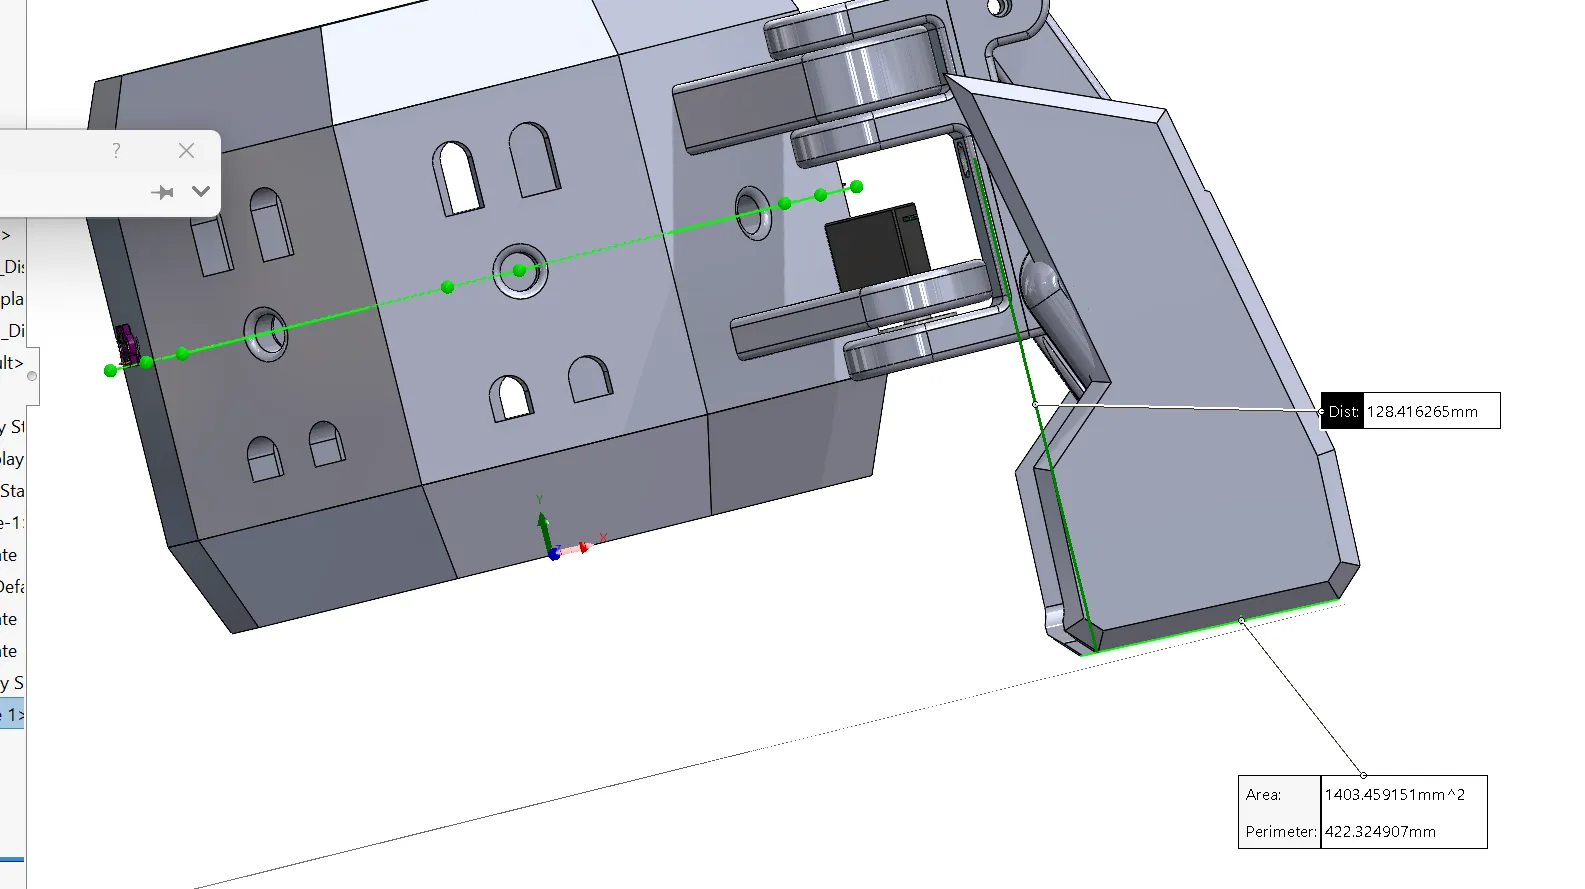 ?
>
_Dis
pla
_Di
ult>
y St
lay
Sta
e-1:
te
Defa
te
te
y S
e 1>
Y
X
Z
Dist: 128.416265mm
Area: 1403.459151mm^2
Perimeter: 422.324907mm